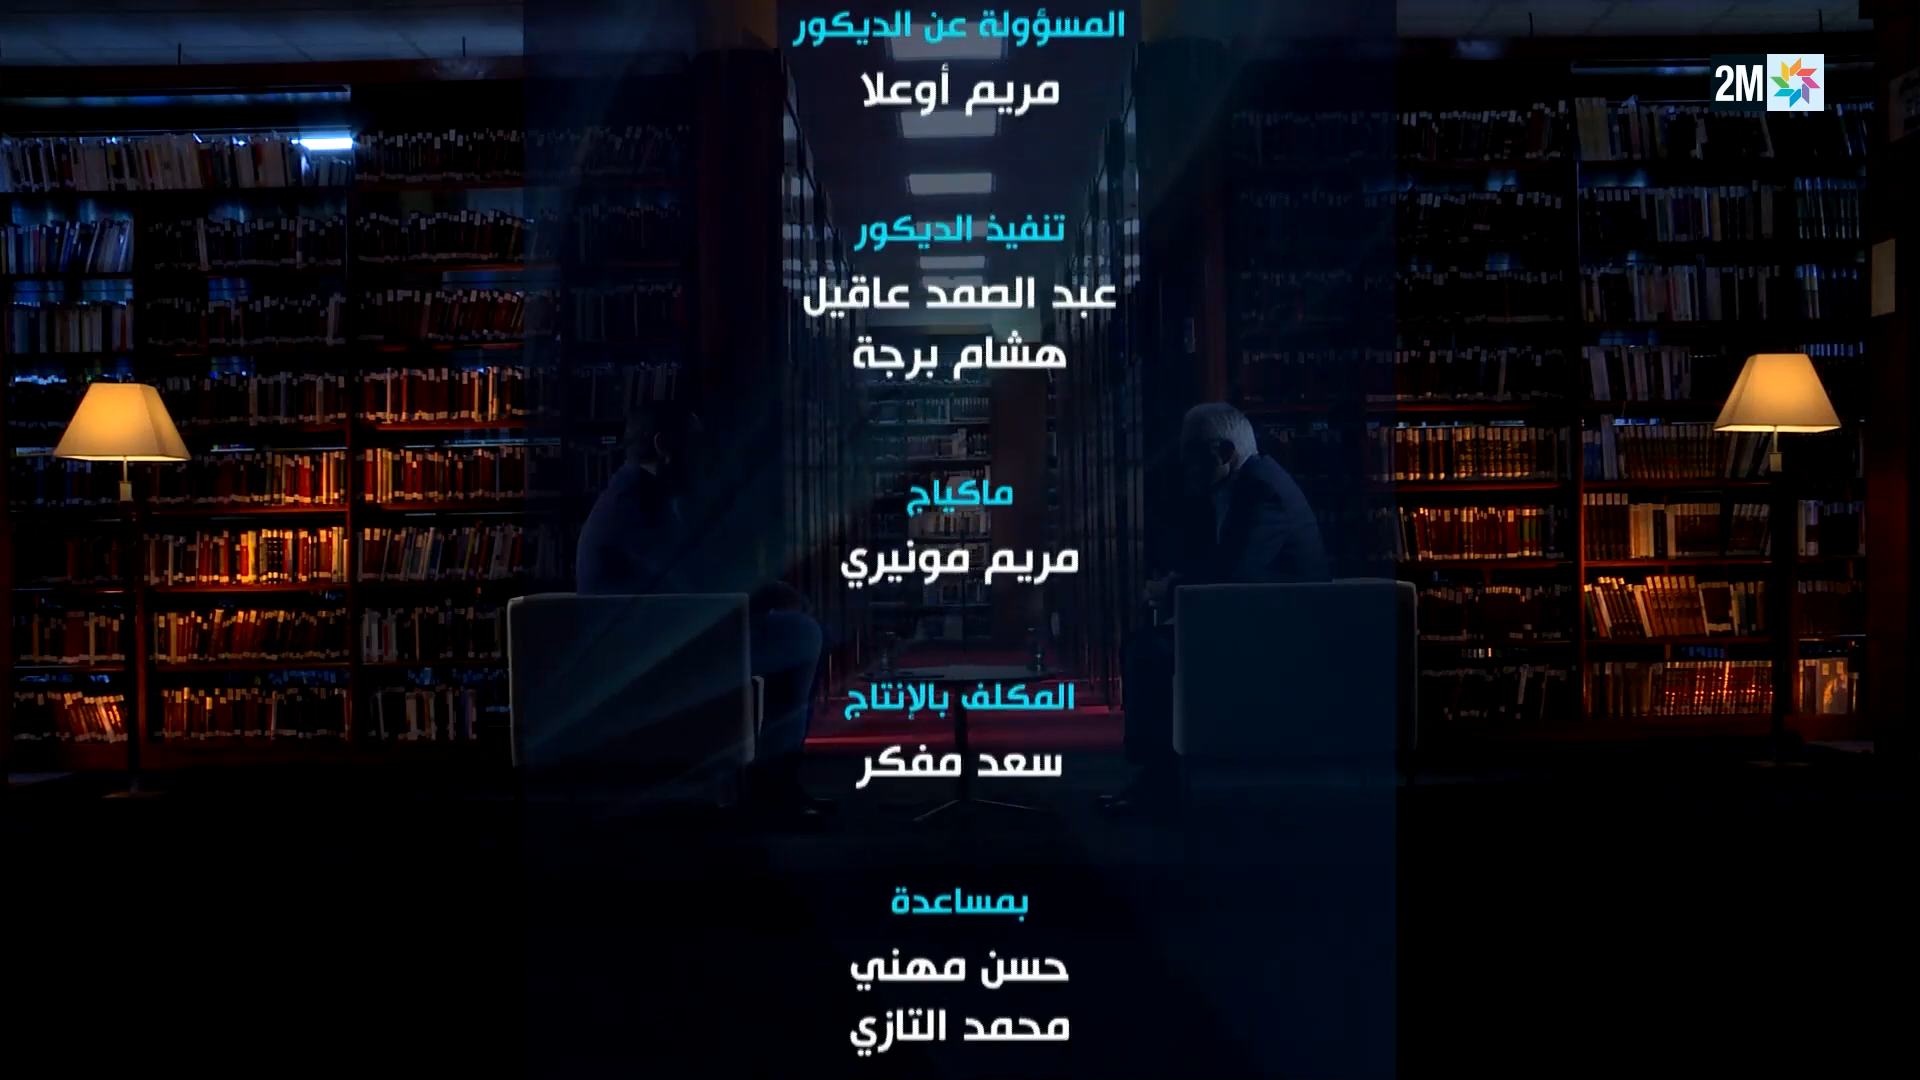 المسؤولة عن الديكور
مريم أوعلا
2M
تنفيذ الديكور
عبد الصمد عاقيل
هشام برجة
ماكياج
مريم مونيري
المكلف بالإنتاج
سعد مفكر
بمساعدة
حسن مهني
محمد التازي